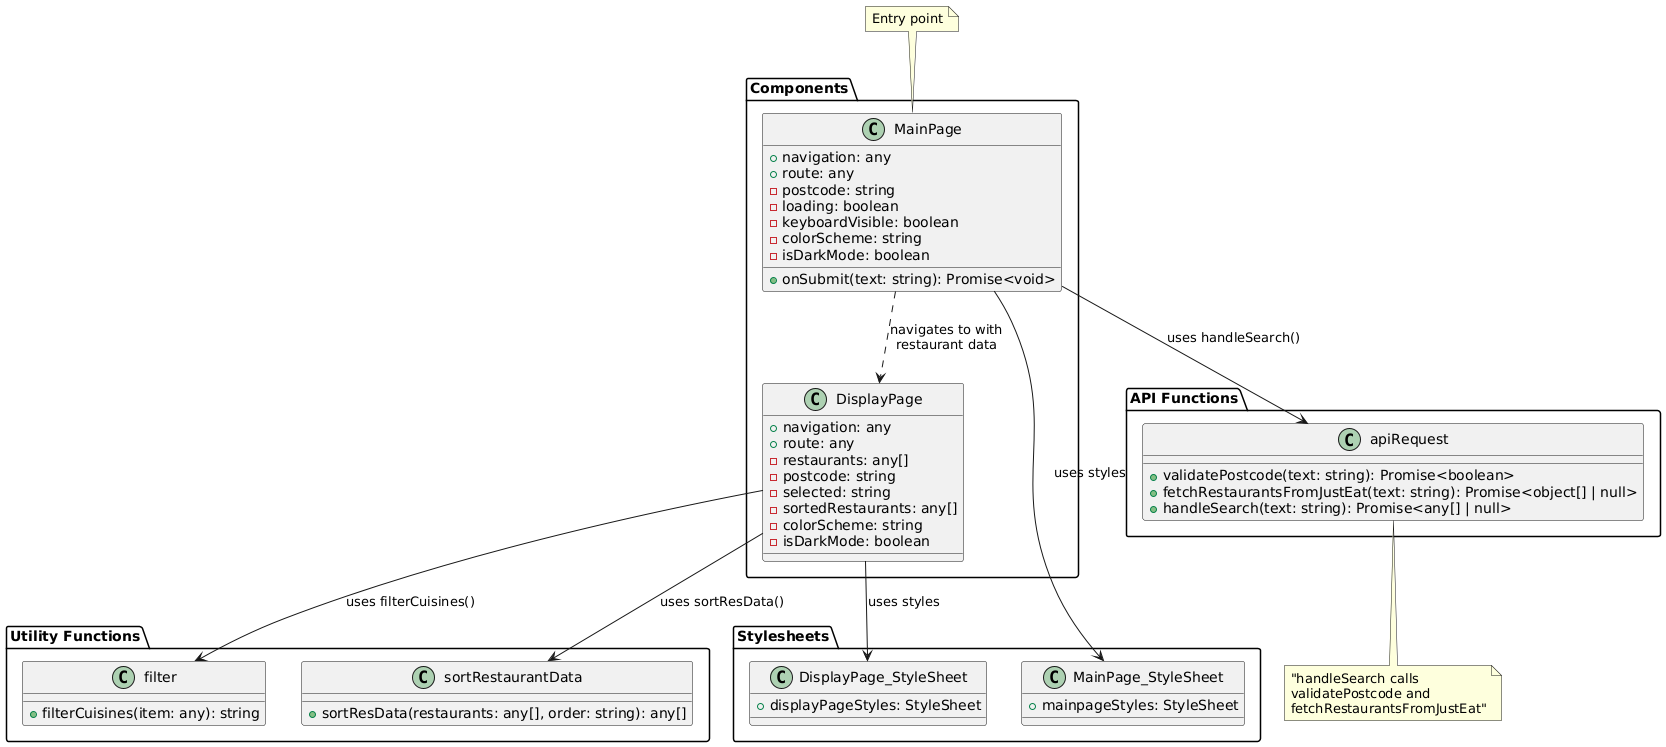 Entry point
Components
C MainPage
navigation: any
route: any
postcode: string
loading: boolean
keyboardVisible: boolean
colorScheme: string
isDarkMode: boolean
onSubmit(text: string): Promise<void>
navigates to with
restaurant data
uses handleSearch()
C DisplayPage
navigation: any
route: any
restaurants: any[]
postcode: string
selected: string
sortedRestaurants: any[]
colorScheme: string
isDarkMode: boolean
uses styles
API Functions
C apiRequest
validatePostcode(text: string): Promise<boolean>
fetchRestaurantsFromJustEat(text: string): Promise<object[] | null>
handleSearch(text: string): Promise<any[] | null>
uses filterCuisines()
uses sortResData()
uses styles
Utility Functions
C filter
filterCuisines(item: any): string
C sortRestaurantData
sortResData(restaurants: any[], order: string): any[]
Stylesheets
C DisplayPage_StyleSheet
displayPageStyles: StyleSheet
C MainPage_StyleSheet
mainpageStyles: StyleSheet
"handleSearch calls
validatePostcode and
fetchRestaurantsFromJustEat"